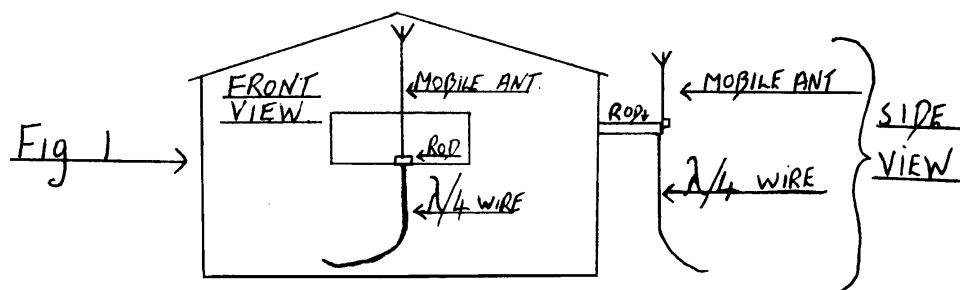 Fig 1
FRONT
VIEW
MOBILE ANT.
ROD
λ/4 WIRE
ROD
MOBILE ANT
λ/4 WIRE
SIDE
VIEW